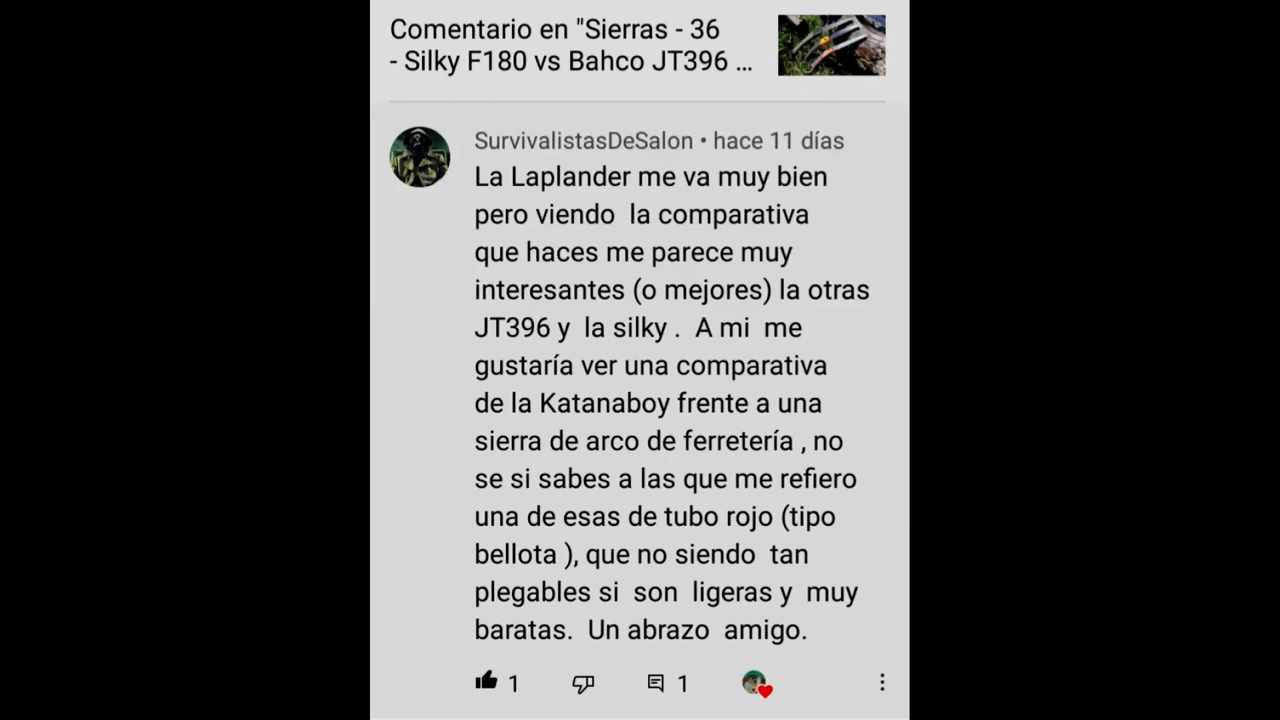 Comentario en "Sierras - 36
- Silky F180 vs Bahco JT396 ...
SurvivalistasDeSalon • hace 11 días
La Laplander me va muy bien
pero viendo  la comparativa
que haces me parece muy
interesantes (o mejores) la otras
JT396 y  la silky .  A mi  me
gustaría ver una comparativa
de la Katanaboy frente a una
sierra de arco de ferretería , no
se si sabes a las que me refiero
una de esas de tubo rojo (tipo
bellota ), que no siendo  tan
plegables si  son  ligeras y  muy
baratas.  Un abrazo  amigo.
1 1